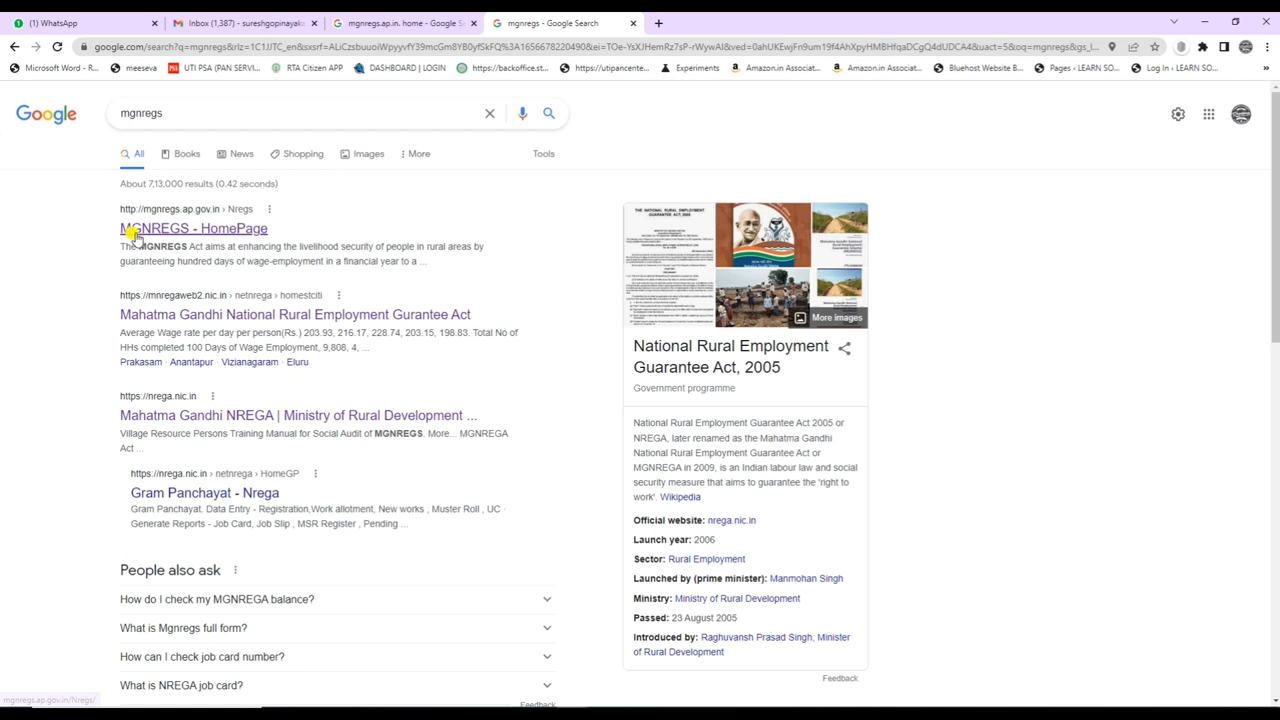 (1) WhatsApp
Inbox (1,387) - sureshgopinayaka
mgnregs.ap.in. home - Google Se
mgnregs - Google Search
google.com/search?q=mgnregs&rlz=1C1JJTC_en&sxsrf=
Microsoft Word - R...
meeseva
UTI PSA (PAN SERVI...
RTA Citizen APP
DASHBOARD | LOGIN
https://backoffice.st...
https://utipancente...
Experiments
Amazon.in Associat...
Amazon.in Associat...
Bluehost Website B...
Pages ‹ LEARN SO...
Log In ‹ LEARN SO...
»
Google
mgnregs
All
Books
News
Shopping
Images
More
Tools
About 7,13,000 results (0.42 seconds)
http://mgnregs.ap.gov.in › Nregs
MGNREGS - HomePage
The MGNREGS Act aims at enhancing the livelihood security of people in rural areas by
guaranteeing hundred days of wage-employment in a financial year to a ...
https://mnregaweb2.nic.in › netnrega › homestciti
Mahatma Gandhi National Rural Employment Gurantee Act
Average Wage rate per day per person(Rs.) 203.93, 216.17, 228.74, 203.15, 198.83. Total No of
HHs completed 100 Days of Wage Employment, 9,808, 4, ...
Prakasam · Anantapur · Vizianagaram · Eluru
https://nrega.nic.in
Mahatma Gandhi NREGA | Ministry of Rural Development ...
Village Resource Persons Training Manual for Social Audit of MGNREGS. More... MGNREGA
Act ...
https://nrega.nic.in › netnrega › HomeGP
Gram Panchayat - Nrega
Gram Panchayat. Data Entry - Registration,Work allotment, New works , Muster Roll , UC ·
Generate Reports - Job Card, Job Slip , MSR Register , Pending ...
People also ask
How do I check my MGNREGA balance?
What is Mgnregs full form?
How can I check job card number?
What is NREGA job card?
Feedback
More images
National Rural Employment
Guarantee Act, 2005
Government programme
National Rural Employment Guarantee Act 2005 or
NREGA, later renamed as the Mahatma Gandhi
National Rural Employment Guarantee Act or
MGNREGA in 2009, is an Indian labour law and social
security measure that aims to guarantee the 'right to
work'. Wikipedia
Official website: nrega.nic.in
Launch year: 2006
Sector: Rural Employment
Launched by (prime minister): Manmohan Singh
Ministry: Ministry of Rural Development
Passed: 23 August 2005
Introduced by: Raghuvansh Prasad Singh, Minister
of Rural Development
Feedback
mgnregs.ap.gov.in/Nregs/